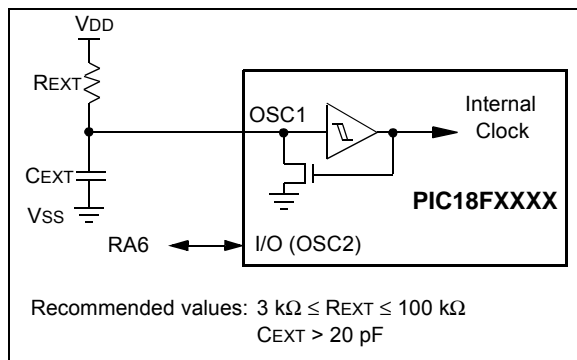 VDD
REXT
OSC1
Internal
Clock
CEXT
PIC18FXXXX
VSS
RA6
I/O (OSC2)
Recommended values: 3 kΩ ≤ REXT ≤ 100 kΩ
CEXT > 20 pF